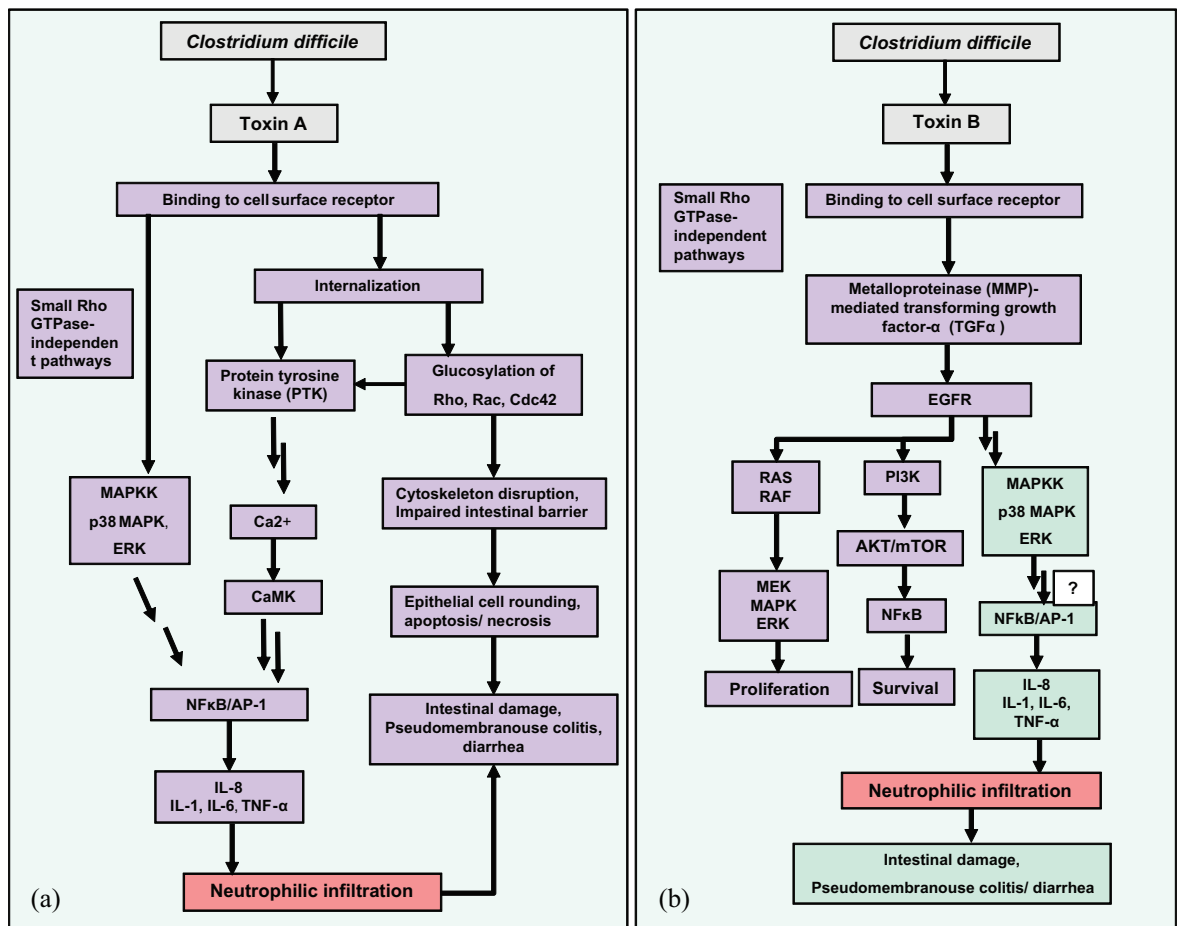 Clostridium difficile
Toxin A
Binding to cell surface receptor
Internalization
Small Rho
GTPase-
independen
t pathways
Protein tyrosine
kinase (PTK)
Glucosylation of
Rho, Rac, Cdc42
MAPKK
p38 MAPK,
ERK
Ca2+
Cytoskeleton disruption,
Impaired intestinal barrier
CaMK
Epithelial cell rounding,
apoptosis/ necrosis
NFκB/AP-1
Intestinal damage,
Pseudomembranouse colitis,
diarrhea
IL-8
IL-1, IL-6, TNF-α
Neutrophilic infiltration
(a)
Clostridium difficile
Toxin B
Small Rho
GTPase-
independent
pathways
Binding to cell surface receptor
Metalloproteinase (MMP)-
mediated transforming growth
factor-α (TGFα )
EGFR
RAS
RAF
PI3K
MAPKK
p38 MAPK
ERK
AKT/mTOR
?
MEK
MAPK
ERK
NFκB
NFkB/AP-1
Proliferation
Survival
IL-8
IL-1, IL-6,
TNF-α
Neutrophilic infiltration
Intestinal damage,
Pseudomembranouse colitis/ diarrhea
(b)